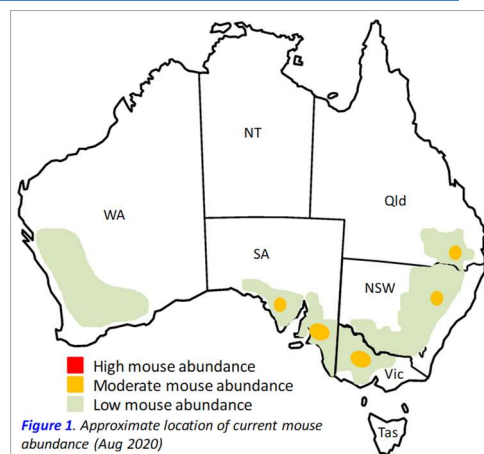 NT
WA
Qld
SA
NSW
High mouse abundance
Moderate mouse abundance
Low mouse abundance
Vic
Figure 1. Approximate location of current mouse
abundance (Aug 2020)
Tas